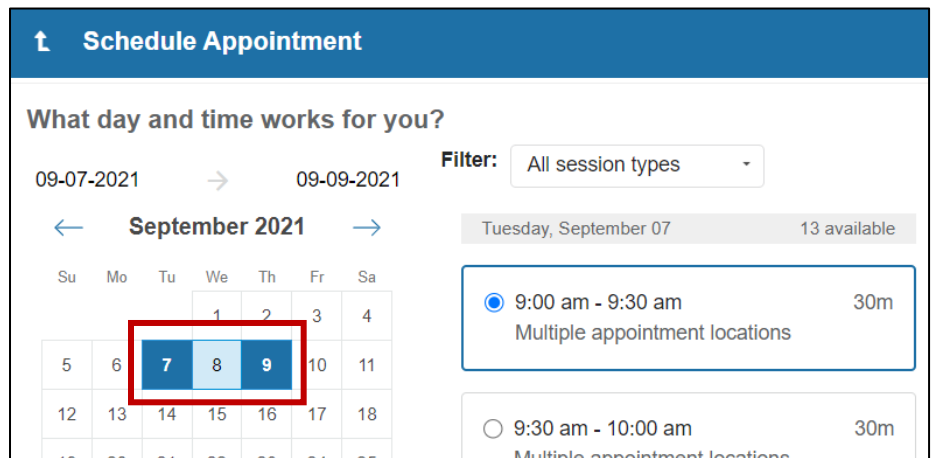 Schedule Appointment
What day and time works for you?
09-07-2021 → 09-09-2021
Filter: All session types
← September 2021 →
Su Mo Tu We Th Fr Sa
1 2 3 4
5 6 7 8 9 10 11
12 13 14 15 16 17 18
Tuesday, September 07 13 available
9:00 am - 9:30 am 30m
Multiple appointment locations
9:30 am - 10:00 am 30m
Multiple appointment locations